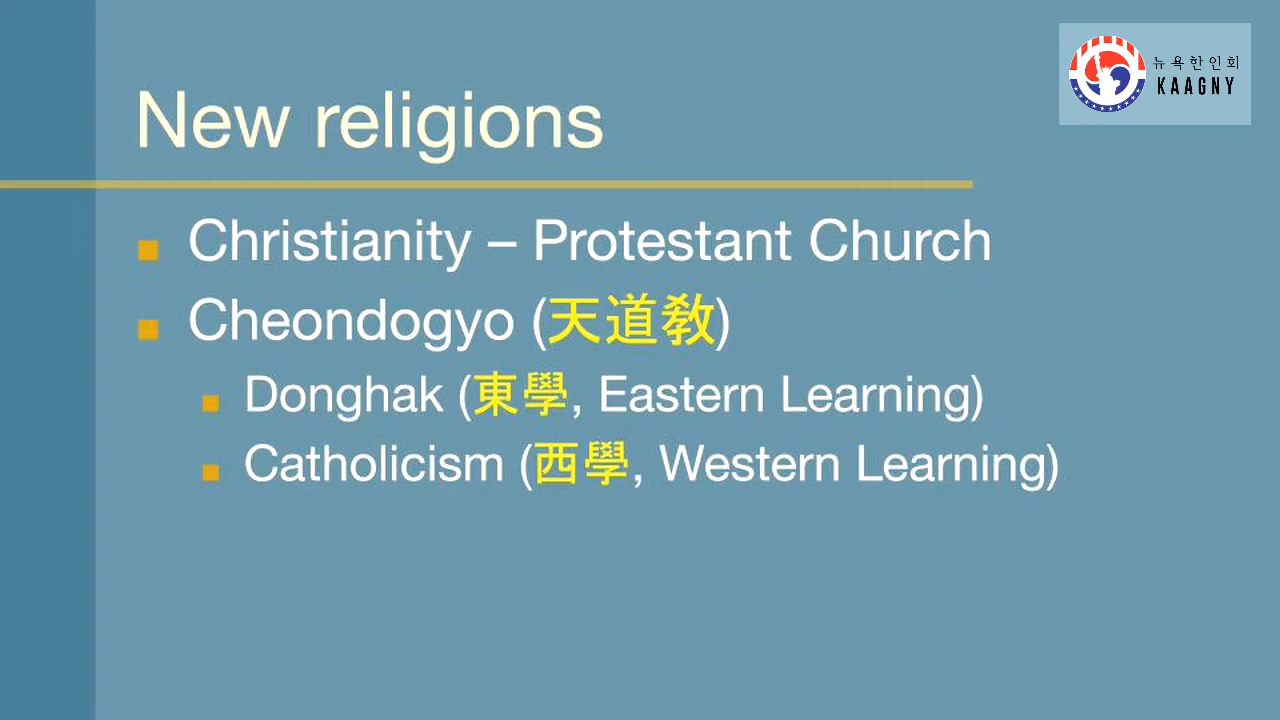 뉴욕한인회
KAAGNY
New religions
Christianity – Protestant Church
Cheondogyo (天道敎)
Donghak (東學, Eastern Learning)
Catholicism (西學, Western Learning)